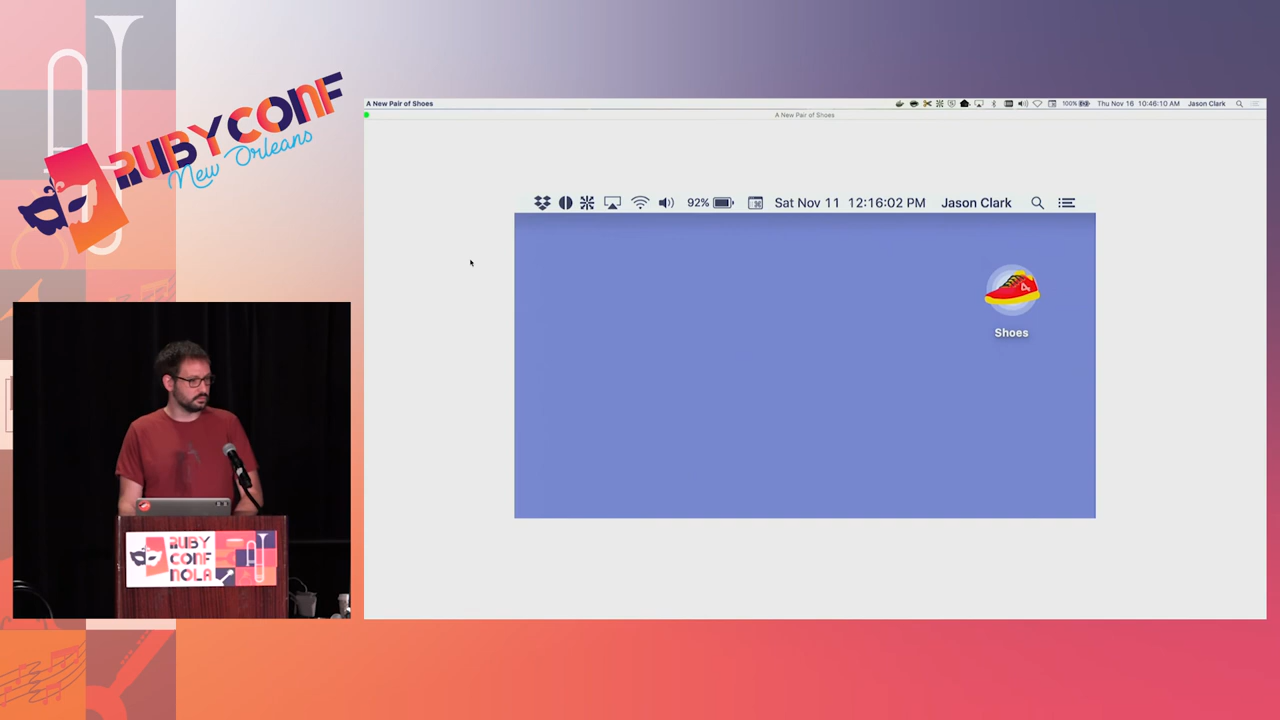 RUBYCONF
New Orleans
A New Pair of Shoes
100%
Thu Nov 16 10:46:10 AM
Jason Clark
A New Pair of Shoes
92%
Sat Nov 11 12:16:02 PM
Jason Clark
Shoes
RUBY
CONF
NOLA